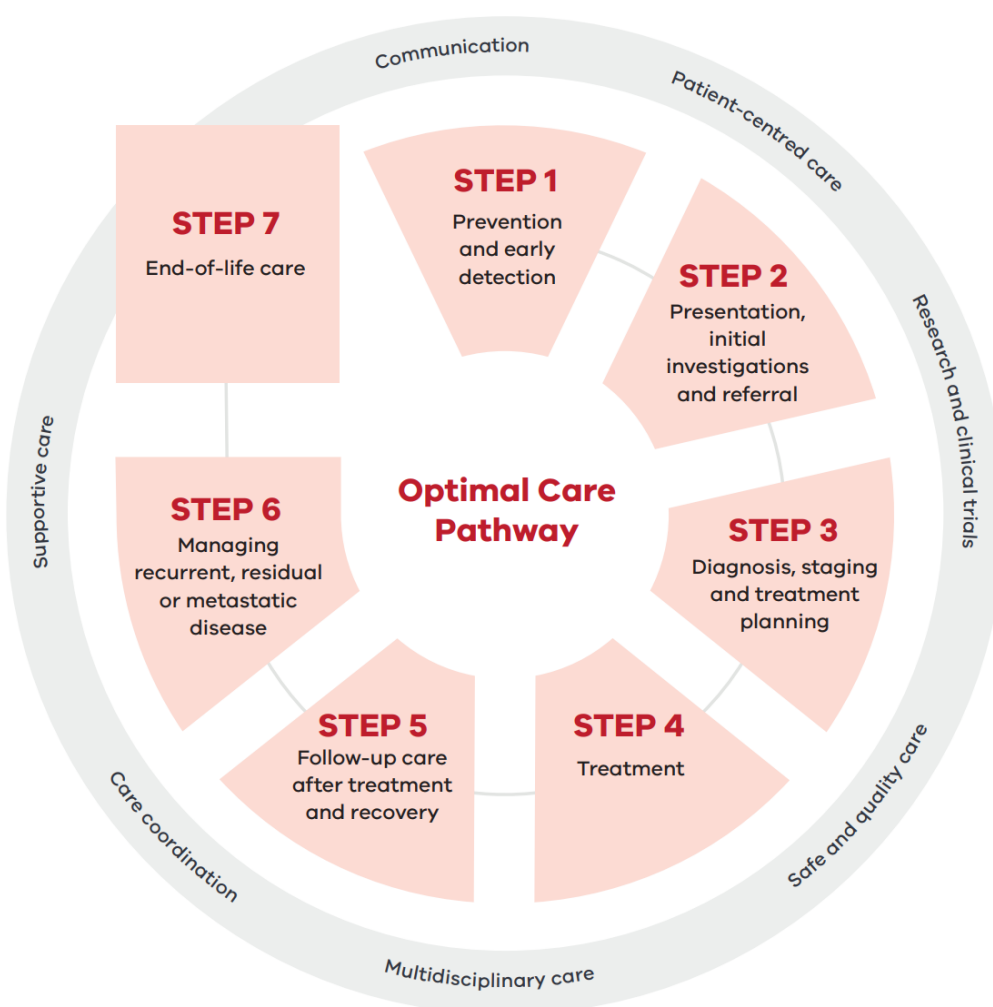 Communication
Patient-centred care
Research and clinical trials
Safe and quality care
Multidisciplinary care
Care coordination
Supportive care
Optimal Care
Pathway
STEP 1
Prevention
and early
detection
STEP 2
Presentation,
initial
investigations
and referral
STEP 3
Diagnosis, staging
and treatment
planning
STEP 4
Treatment
STEP 5
Follow-up care
after treatment
and recovery
STEP 6
Managing
recurrent, residual
or metastatic
disease
STEP 7
End-of-life care